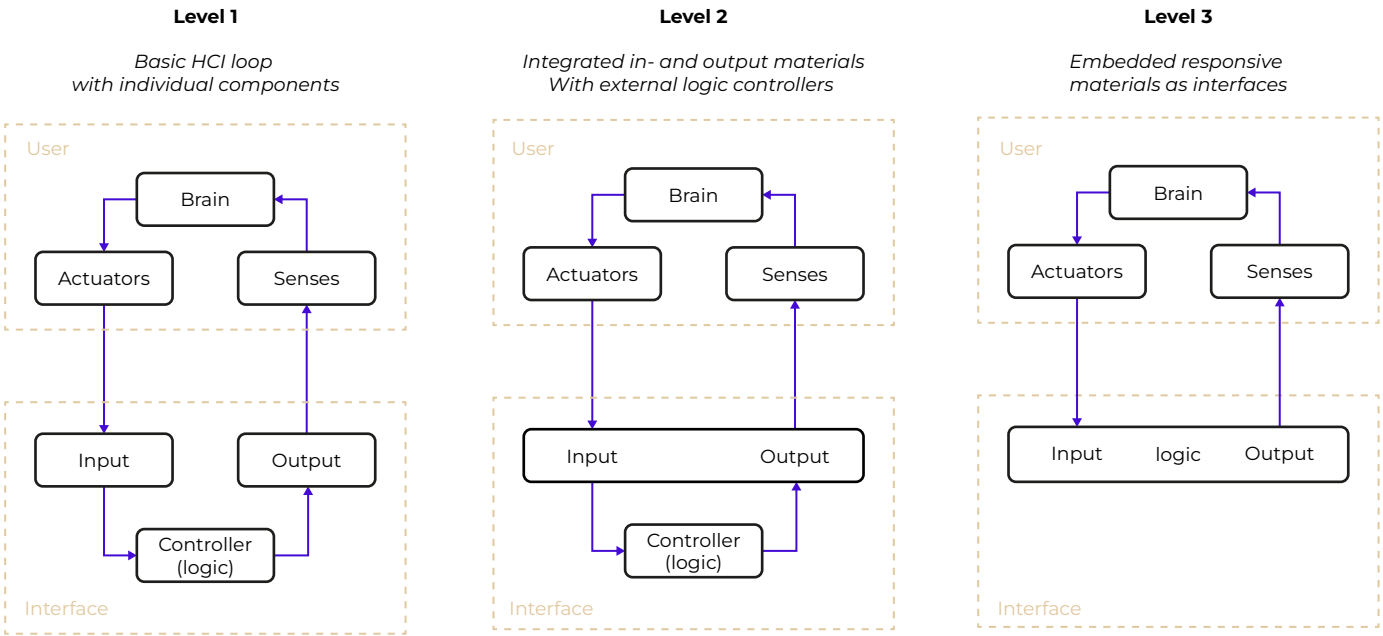 Level 1
Basic HCI loop
with individual components
User
Brain
Actuators
Senses
Input
Output
Controller
(logic)
Interface
Level 2
Integrated in- and output materials
With external logic controllers
User
Brain
Actuators
Senses
Input
Output
Controller
(logic)
Interface
Level 3
Embedded responsive
materials as interfaces
User
Brain
Actuators
Senses
Input
logic
Output
Interface